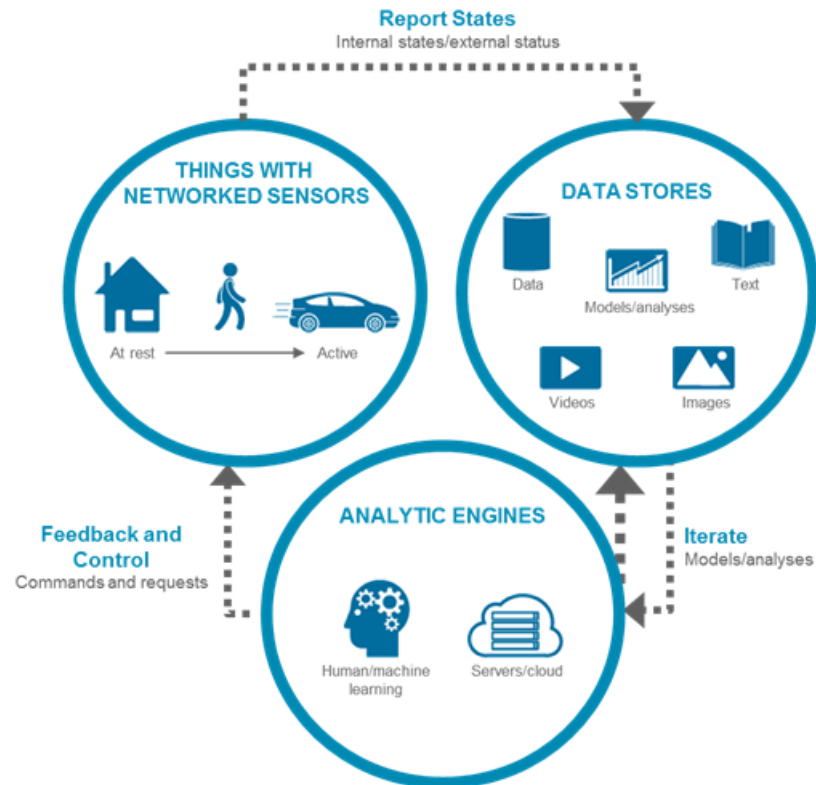 Report States
Internal states/external status
THINGS WITH
NETWORKED SENSORS
At rest
Active
DATA STORES
Data
Models/analyses
Text
Videos
Images
Feedback and
Control
Commands and requests
ANALYTIC ENGINES
Human/machine
learning
Servers/cloud
Iterate
Models/analyses